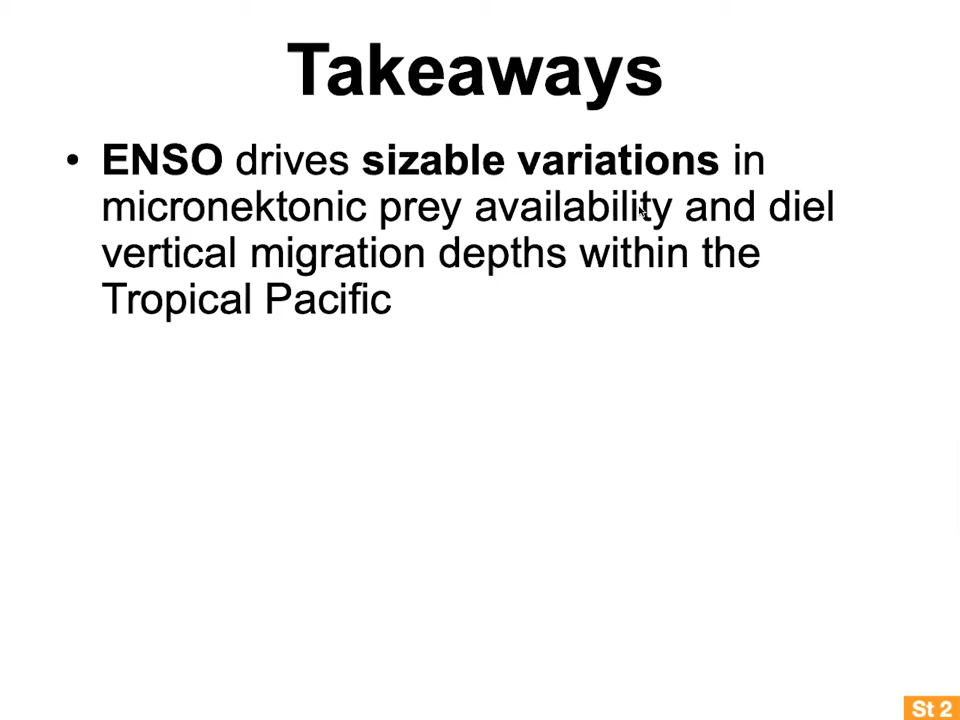 Takeaways
• ENSO drives sizable variations in
micronektonic prey availability and diel
vertical migration depths within the
Tropical Pacific
St 2